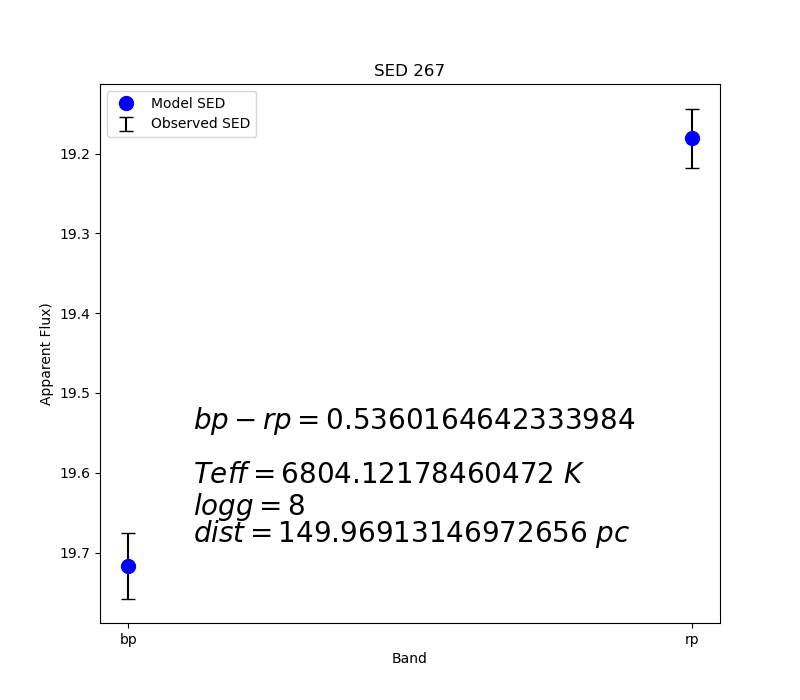 SED 267
Model SED
Observed SED
19.2
19.3
19.4
19.5
19.6
19.7
Apparent Flux)
bp − rp = 0.5360164642333984
Teff = 6804.12178460472 K
logg = 8
dist = 149.96913146972656 pc
bp
rp
Band